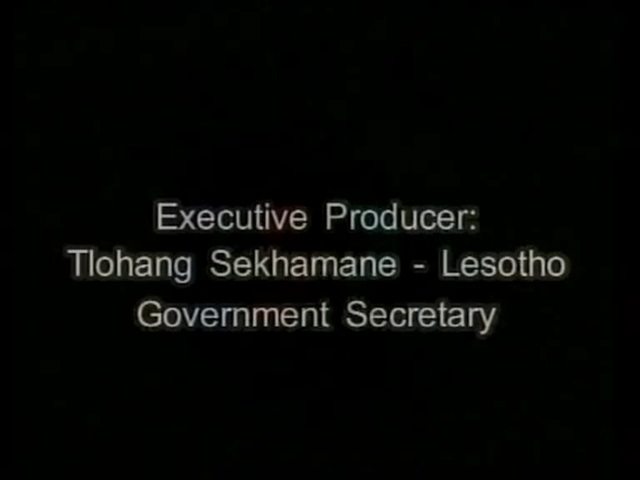 Executive Producer:
Tlohang Sekhamane - Lesotho
Government Secretary